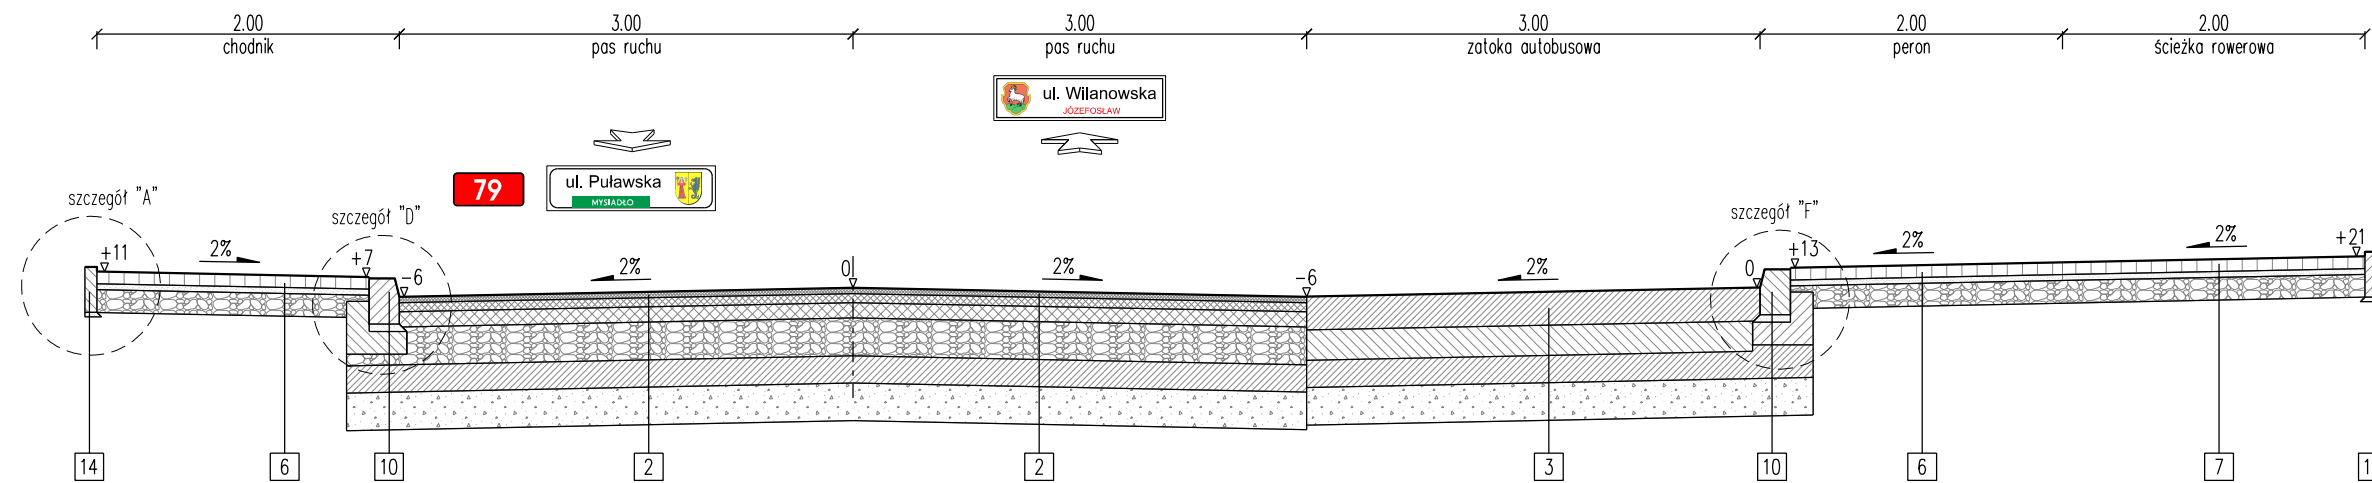 2.00 3.00 3.00 3.00 2.00 2.00
chodnik pas ruchu pas ruchu zatoka autobusowa peron ścieżka rowerowa
ul. Wilanowska
JÓZEFOSŁAW
79 ul. Puławska
MYSIADŁO
szczegół "A"
szczegół "D"
szczegół "F"
+11 2% +7 -6 2% 0 2% -6 2% 0 +13 2% 2% +21
14 6 10 2 2 3 10 6 7